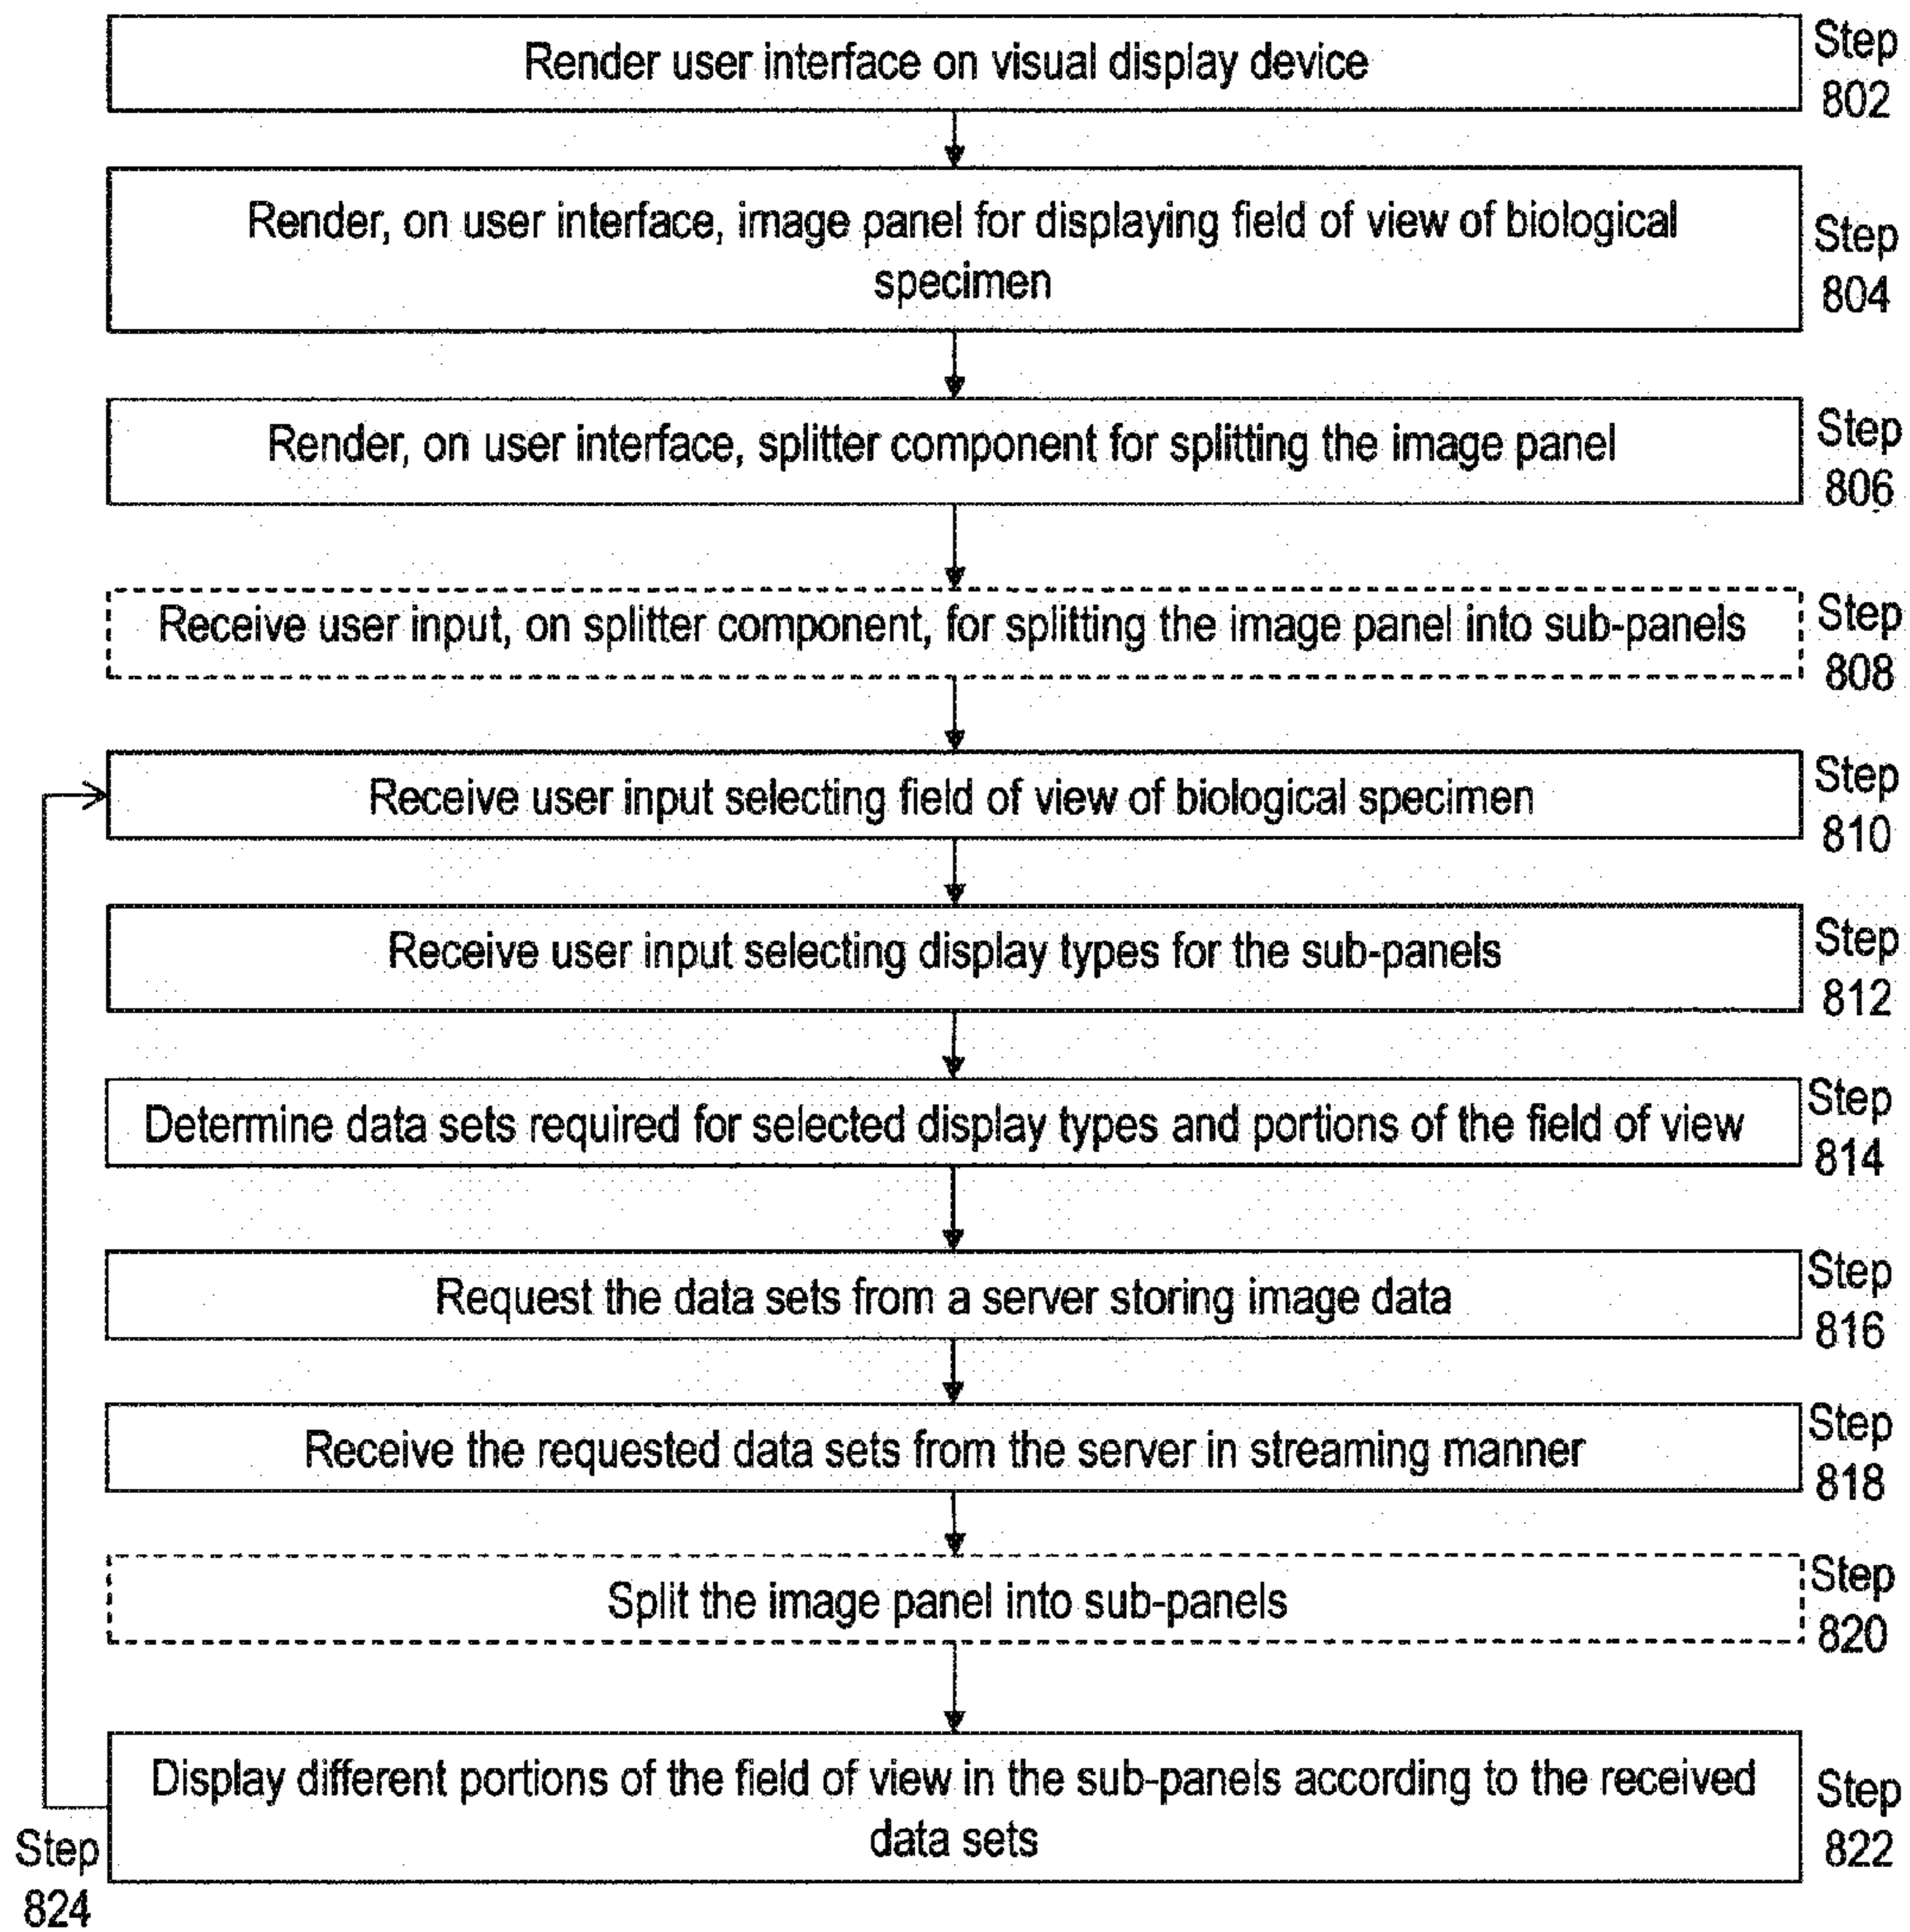 Render user interface on visual display device
Step
802
Render, on user interface, image panel for displaying field of view of biological
specimen
Step
804
Render, on user interface, splitter component for splitting the image panel
Step
806
Receive user input, on splitter component, for splitting the image panel into sub-panels
Step
808
Receive user input selecting field of view of biological specimen
Step
810
Receive user input selecting display types for the sub-panels
Step
812
Determine data sets required for selected display types and portions of the field of view
Step
814
Request the data sets from a server storing image data
Step
816
Receive the requested data sets from the server in streaming manner
Step
818
Split the image panel into sub-panels
Step
820
Display different portions of the field of view in the sub-panels according to the received
data sets
Step
822
Step
824